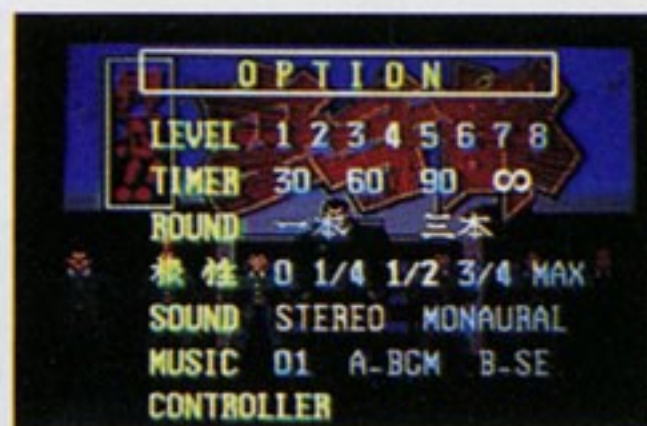 OPTION
LEVEL 1 2 3 4 5 6 7 8
TIMER 30 60 90 ∞
ROUND 一本 三本
根性 0 1/4 1/2 3/4 MAX
SOUND STEREO MONAURAL
MUSIC 01 A-BGM B-SE
CONTROLLER